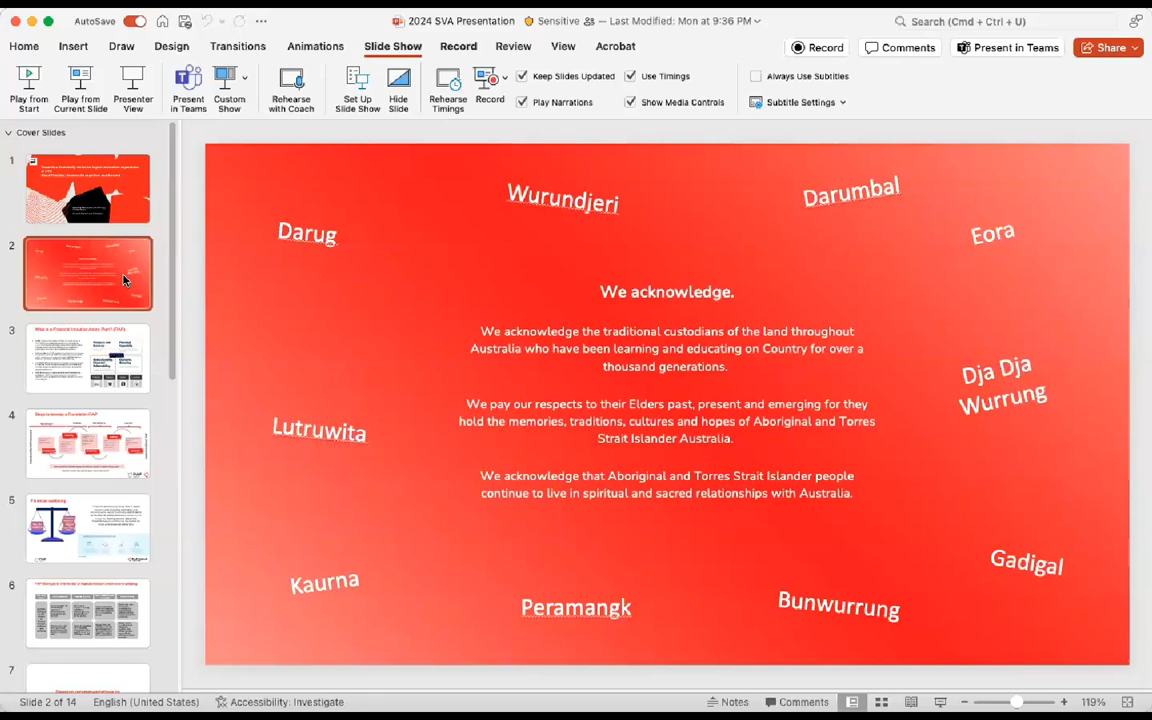 AutoSave
2024 SVA Presentation
Sensitive
— Last Modified: Mon at 9:36 PM
Search (Cmd + Ctrl + U)
Home Insert Draw Design Transitions Animations Slide Show Record Review View Acrobat
Record Comments Present in Teams Share
Play from Start
Play from Current Slide
Presenter View
Present in Teams
Custom Show
Rehearse with Coach
Set Up Slide Show
Hide Slide
Rehearse Timings
Record
Keep Slides Updated
Use Timings
Always Use Subtitles
Play Narrations
Show Media Controls
Subtitle Settings
Cover Slides
1
2
3
4
5
6
7
Wurundjeri
Darumbal
Darug
Eora
We acknowledge.
We acknowledge the traditional custodians of the land throughout
Australia who have been learning and educating on Country for over a
thousand generations.
Dja Dja
Wurrung
We pay our respects to their Elders past, present and emerging for they
hold the memories, traditions, cultures and hopes of Aboriginal and Torres
Strait Islander Australia.
Lutruwita
We acknowledge that Aboriginal and Torres Strait Islander people
continue to live in spiritual and sacred relationships with Australia.
Gadigal
Kaurna
Peramangk
Bunwurrung
Slide 2 of 14
English (United States)
Accessibility: Investigate
Notes
Comments
119%